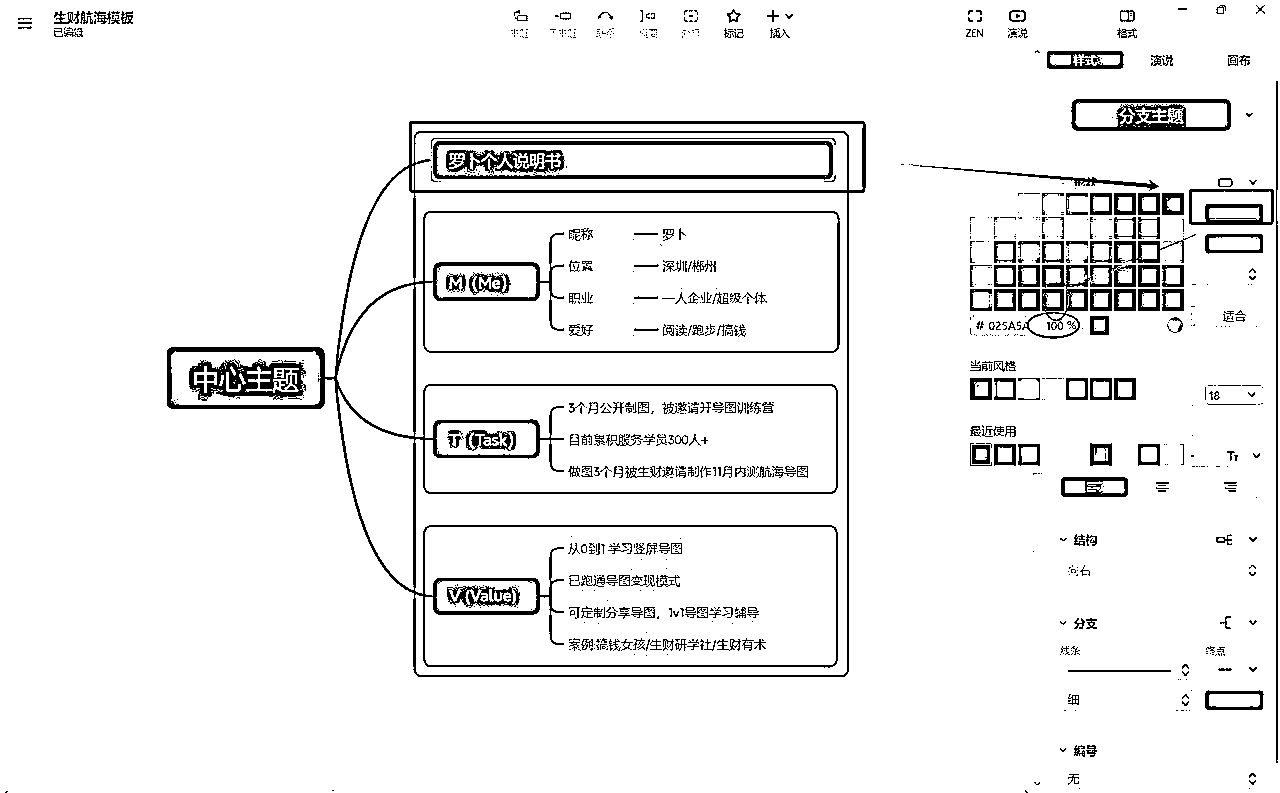 生财航海模板
已编辑
标记
插入
ZEN
演说
格式
样式
演说
画布
分支主题
罗卜个人说明书
M (Me)
昵称
罗卜
位置
深圳/郴州
职业
一人企业/超级个体
爱好
阅读/跑步/搞钱
中心主题
T (Task)
3个月公开制图，被邀请开导图训练营
目前累积服务学员300人+
做图3个月被生财邀请制作11月内测航海导图
V (Value)
从0到1学习竖屏导图
已跑通导图变现模式
可定制分享导图，1v1导图学习辅导
案例:搞钱女孩/生财研学社/生财有术
# 025A5A
100 %
适合
当前风格
18
最近使用
Tт
结构
向右
分支
线条
终点
细
编号
无